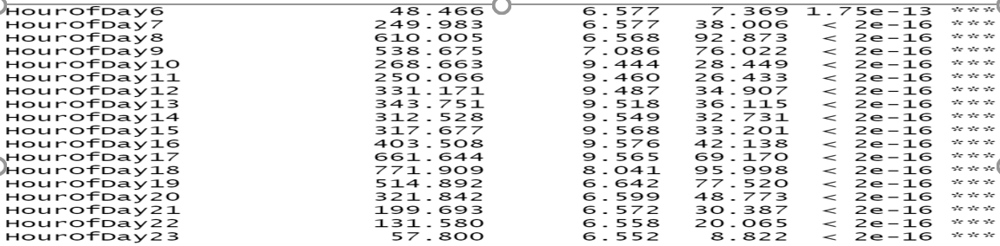 HourOfDay6 48.466 6.577 7.369 1.75e-13 ***
HourOfDay7 249.983 6.577 38.006 < 2e-16 ***
HourOfDay8 610.005 6.568 92.873 < 2e-16 ***
HourOfDay9 538.675 7.086 76.022 < 2e-16 ***
HourOfDay10 268.663 9.444 28.449 < 2e-16 ***
HourOfDay11 250.066 9.460 26.433 < 2e-16 ***
HourOfDay12 331.171 9.487 34.907 < 2e-16 ***
HourOfDay13 343.751 9.518 36.115 < 2e-16 ***
HourOfDay14 312.528 9.549 32.731 < 2e-16 ***
HourOfDay15 317.677 9.568 33.201 < 2e-16 ***
HourOfDay16 403.508 9.576 42.138 < 2e-16 ***
HourOfDay17 661.644 9.565 69.170 < 2e-16 ***
HourOfDay18 771.909 8.041 95.998 < 2e-16 ***
HourOfDay19 514.892 6.642 77.520 < 2e-16 ***
HourOfDay20 321.842 6.599 48.773 < 2e-16 ***
HourOfDay21 199.693 6.572 30.387 < 2e-16 ***
HourOfDay22 131.580 6.558 20.065 < 2e-16 ***
HourOfDay23 57.800 6.552 8.822 < 2e-16 ***